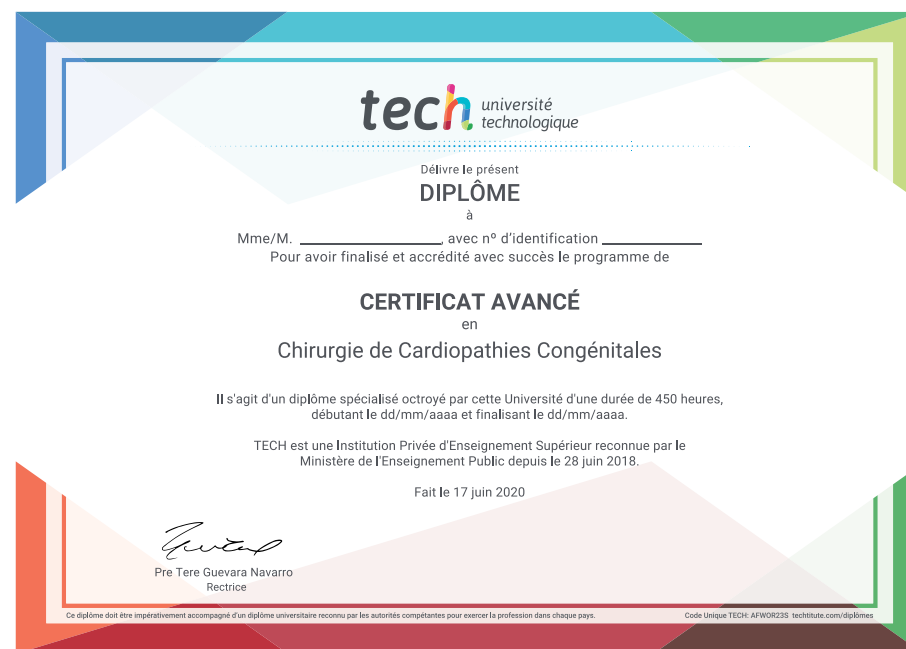 tech université
technologique
Délivre le présent
DIPLÔME
à
Mme/M. ____________________, avec nº d'identification ______________
Pour avoir finalisé et accrédité avec succès le programme de
CERTIFICAT AVANCÉ
en
Chirurgie de Cardiopathies Congénitales
Il s'agit d'un diplôme spécialisé octroyé par cette Université d'une durée de 450 heures,
débutant le dd/mm/aaaa et finalisant le dd/mm/aaaa.
TECH est une Institution Privée d'Enseignement Supérieur reconnue par le
Ministère de l'Enseignement Public depuis le 28 juin 2018.
Fait le 17 juin 2020
Pre Tere Guevara Navarro
Rectrice
Ce diplôme doit être impérativement accompagné d'un diplôme universitaire reconnu par les autorités compétantes pour exercer la profession dans chaque pays.
Code Unique TECH: AFWOR23S techtitute.com/diplômes